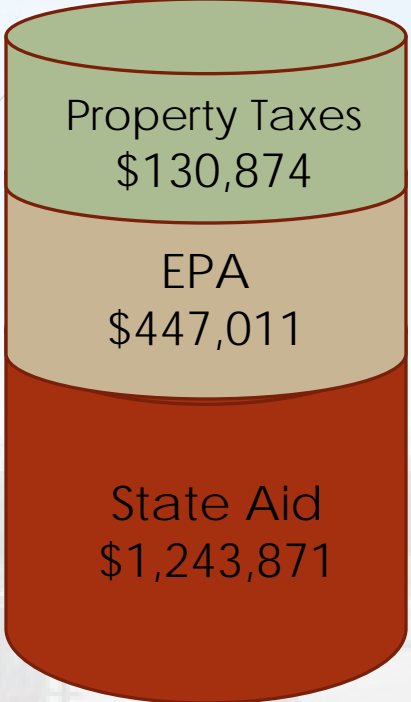 Property Taxes
$130,874
EPA
$447,011
State Aid
$1,243,871